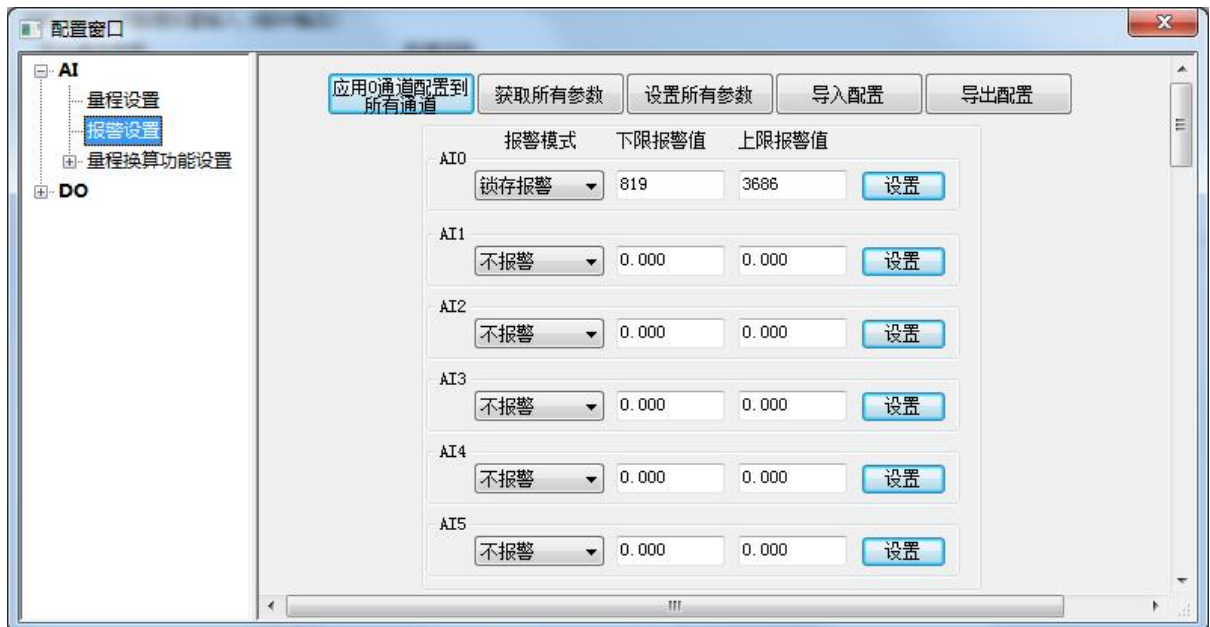 配置窗口
AI
量程设置
报警设置
量程换算功能设置
DO
应用0通道配置到
所有通道
获取所有参数
设置所有参数
导入配置
导出配置
报警模式 下限报警值 上限报警值
AI0
锁存报警 819 3686 设置
AI1
不报警 0.000 0.000 设置
AI2
不报警 0.000 0.000 设置
AI3
不报警 0.000 0.000 设置
AI4
不报警 0.000 0.000 设置
AI5
不报警 0.000 0.000 设置